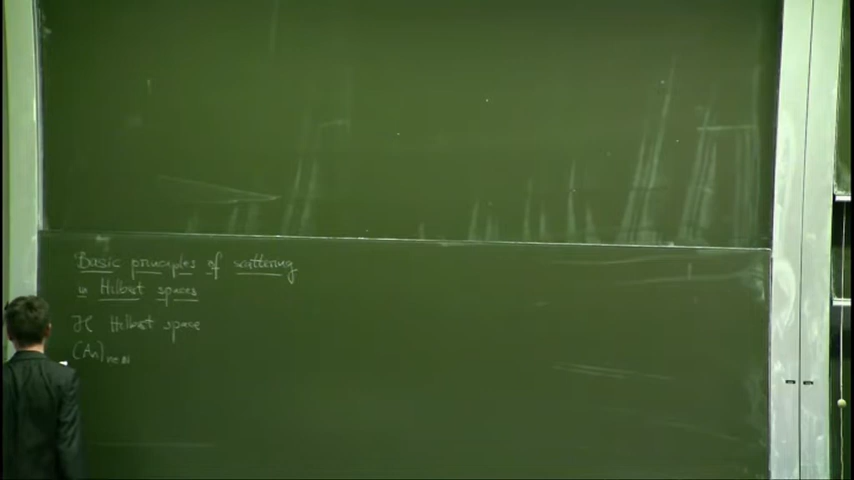 Basic principles of scattering
in Hilbert spaces
ℋ Hilbert space
(An)n∈ℕ